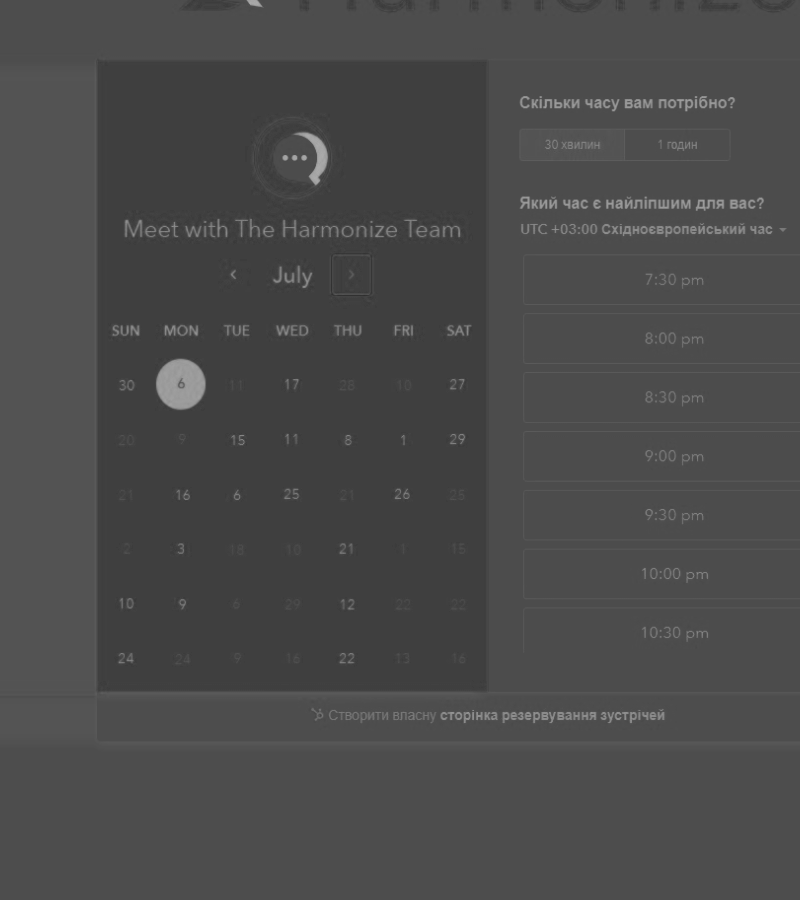 Meet with The Harmonize Team
July
SUN MON TUE WED THU FRI SAT
30 6 11 17 28 10 27
20 9 15 11 8 1 29
21 16 6 25 21 26 25
2 3 18 10 21 15
10 9 6 29 12 22 22
24 24 9 16 22 13 16
Скільки часу вам потрібно?
30 хвилин 1 годин
Який час є найліпшим для вас?
UTC +03:00 Східноєвропейський час
7:30 pm
8:00 pm
8:30 pm
9:00 pm
9:30 pm
10:00 pm
10:30 pm
Створити власну сторінка резервування зустрічей